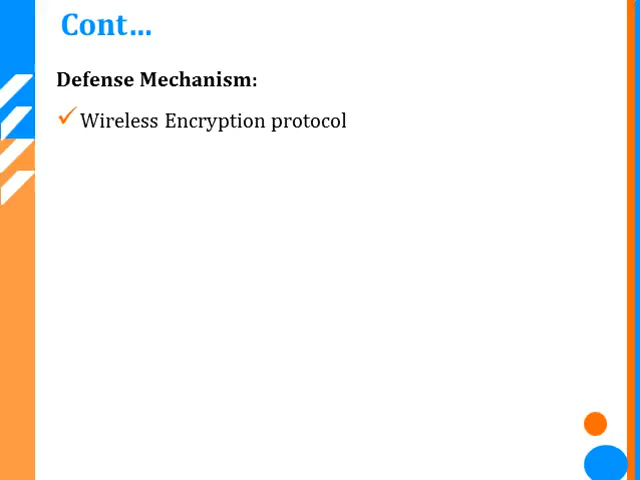 Cont...
Defense Mechanism:
✓ Wireless Encryption protocol